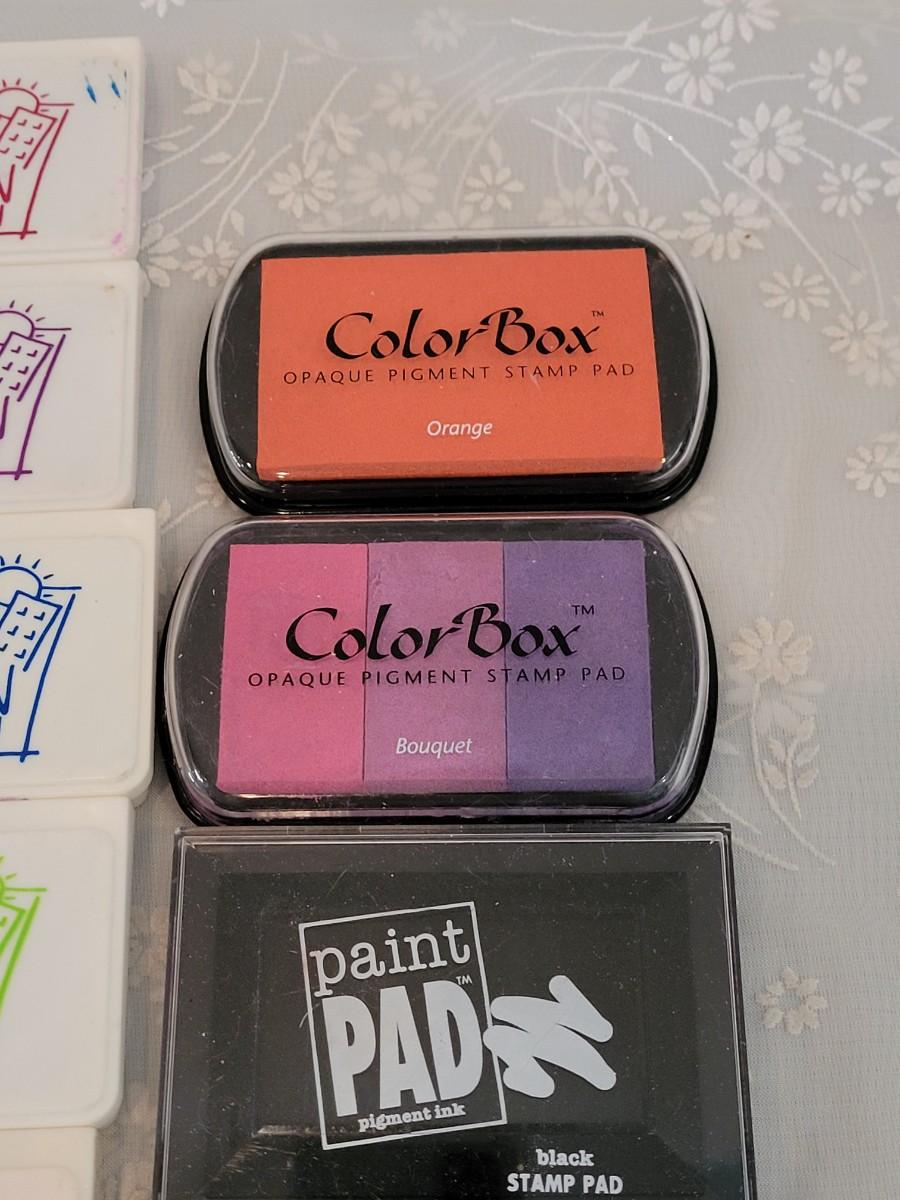 ColorBox™
OPAQUE PIGMENT STAMP PAD
Orange
ColorBox™
OPAQUE PIGMENT STAMP PAD
Bouquet
paint
PAD™
pigment ink
black
STAMP PAD